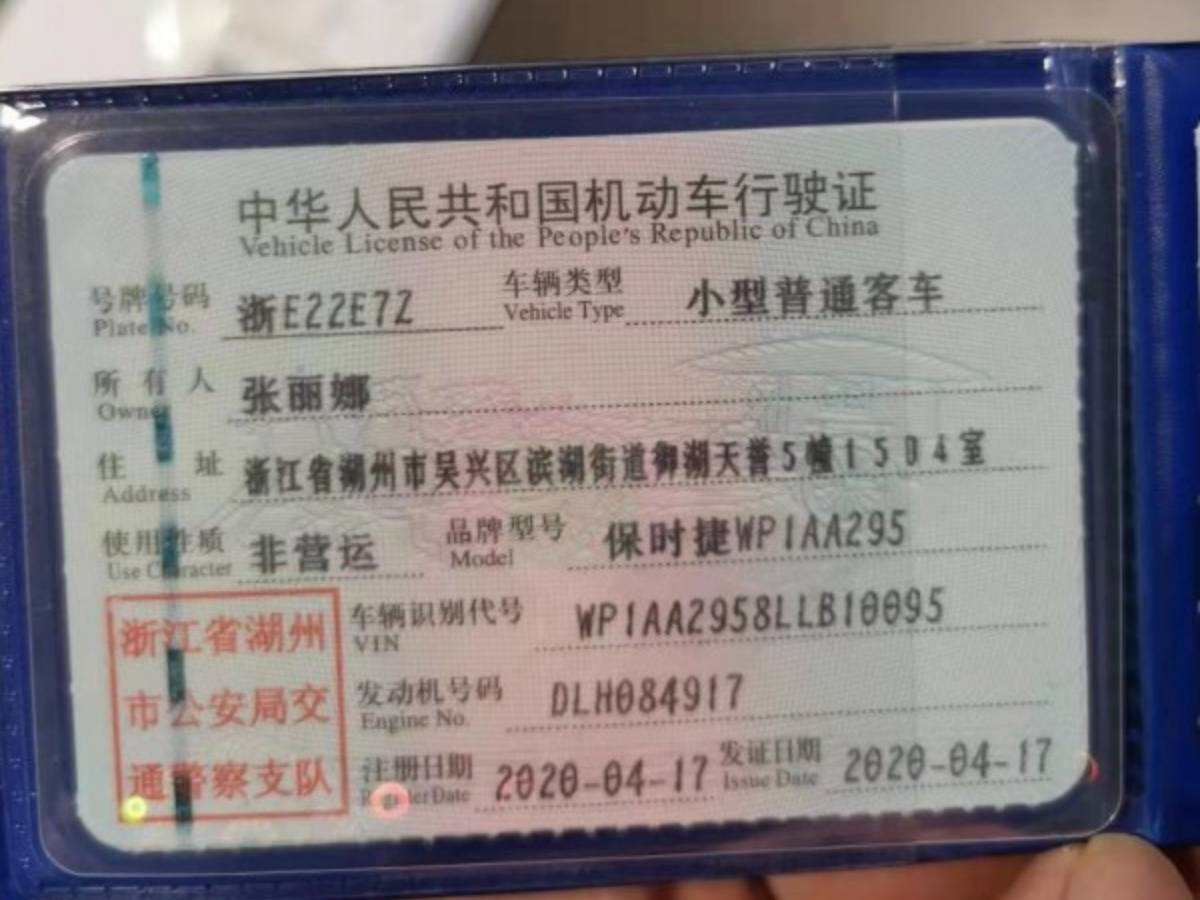 中华人民共和国机动车行驶证
Vehicle License of the People's Republic of China
号牌号码 浙E22E7Z 车辆类型 小型普通客车
Plate No. Vehicle Type
所有人 张丽娜
Owner
住址 浙江省湖州市吴兴区滨湖街道御湖天誉5幢1504室
Address
使用性质 非营运 品牌型号 保时捷WP1AA295
Use Character Model
浙江省湖州 车辆识别代号 WP1AA2958LLB10095
VIN
市公安局交 发动机号码 DLH084917
Engine No.
通警察支队 注册日期 2020-04-17 发证日期 2020-04-17
Register Date Issue Date